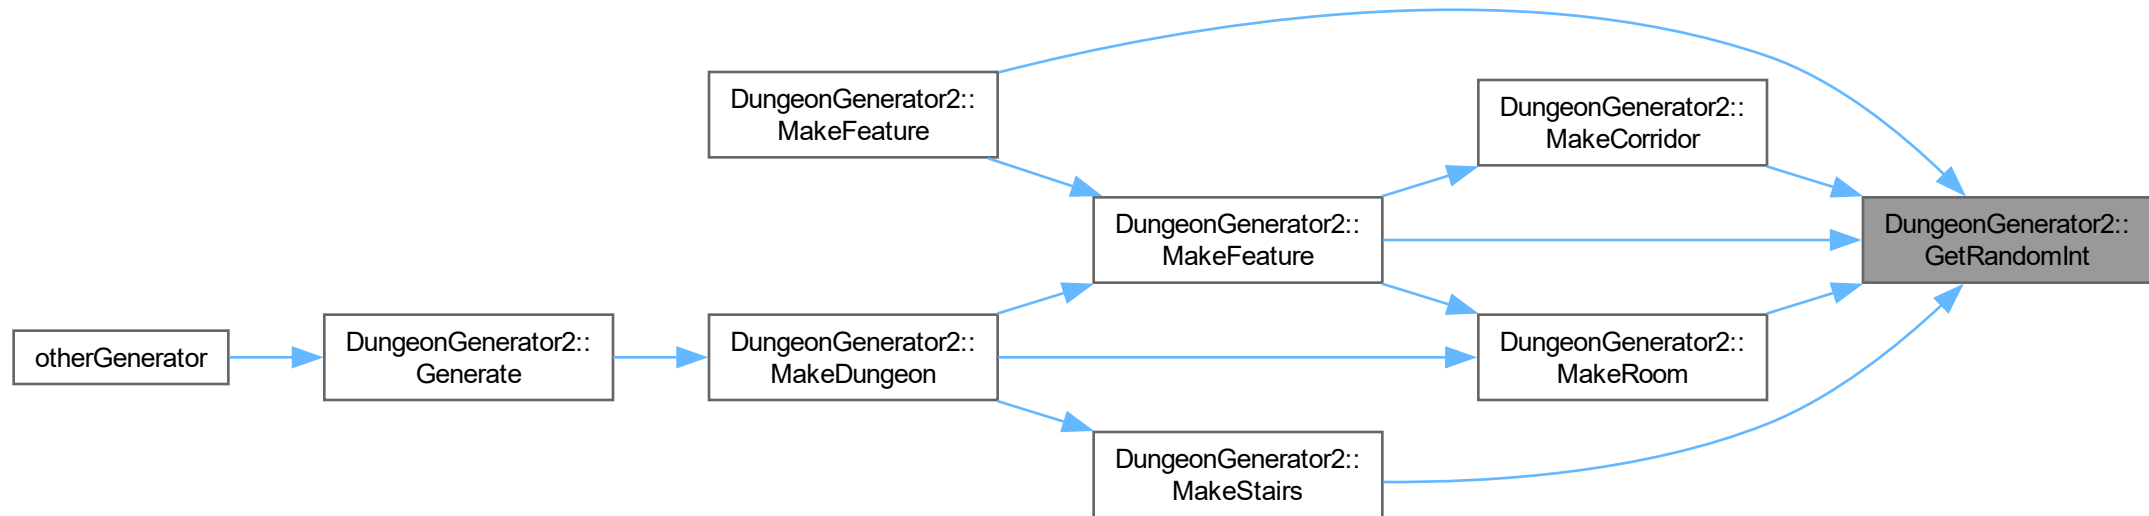 DungeonGenerator2::
MakeFeature
DungeonGenerator2::
MakeCorridor
DungeonGenerator2::
MakeFeature
DungeonGenerator2::
GetRandomInt
otherGenerator
DungeonGenerator2::
Generate
DungeonGenerator2::
MakeDungeon
DungeonGenerator2::
MakeRoom
DungeonGenerator2::
MakeStairs